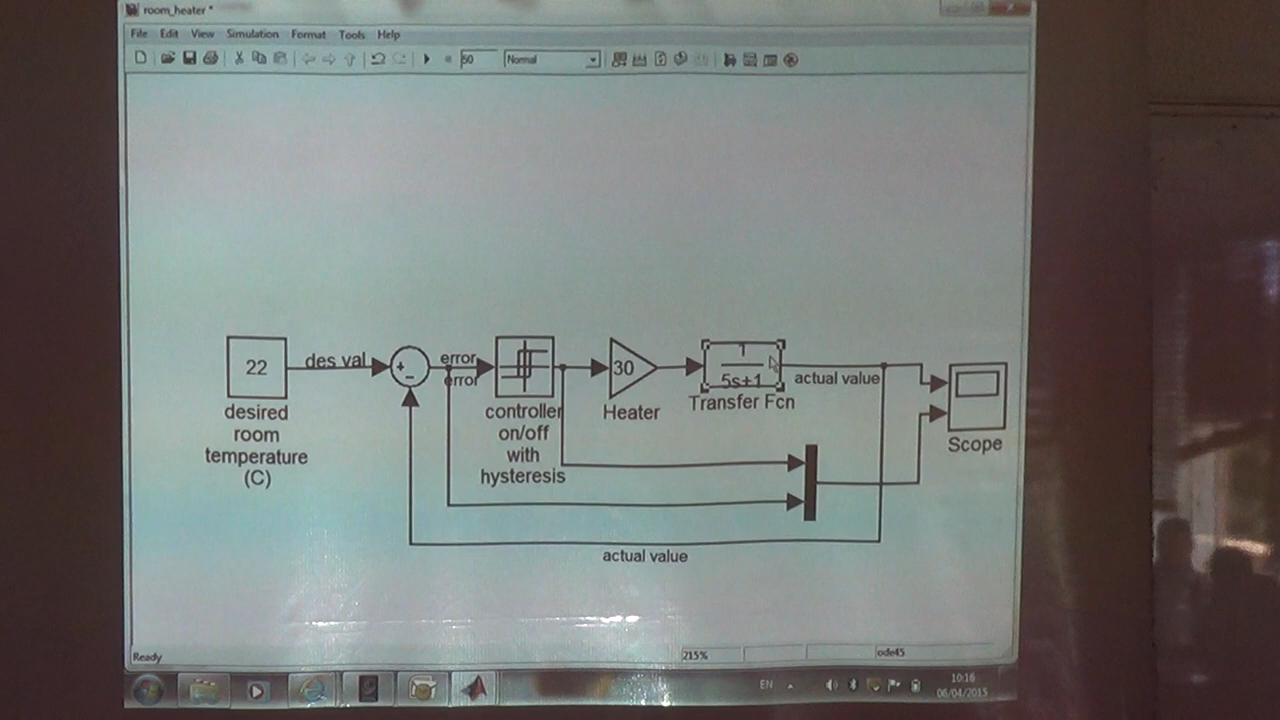 room_heater *
File Edit View Simulation Format Tools Help
50 Normal
22
des val
+
−
error
error
30
1
5s+1
actual value
desired
room
temperature
(C)
controller
on/off
with
hysteresis
Heater
Transfer Fcn
Scope
actual value
Ready
215%
ode45
EN
10:16
06/04/2015